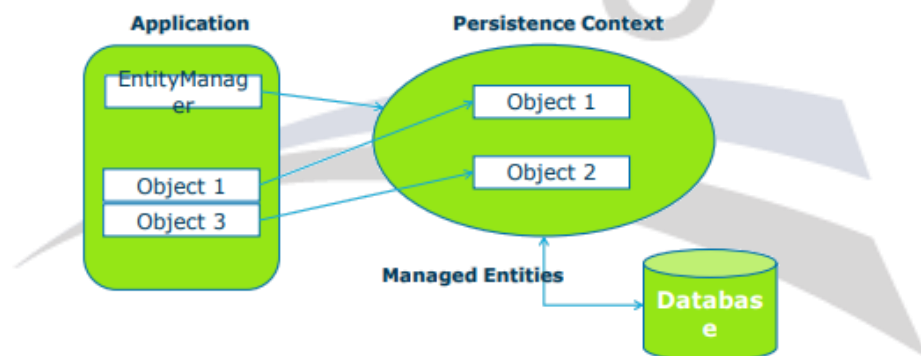 Application
Persistence Context
EntityManag
er
Object 1
Object 3
Object 1
Object 2
Managed Entities
Databas
e